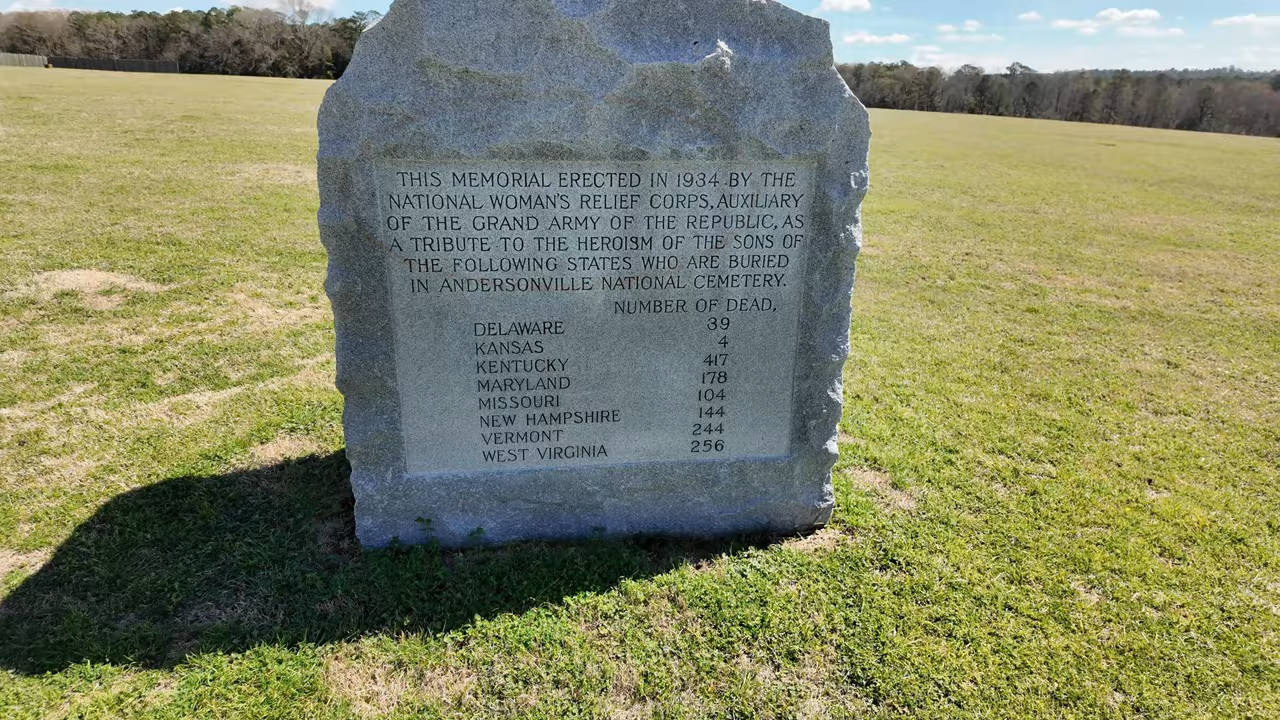 THIS MEMORIAL ERECTED IN 1934 BY THE
NATIONAL WOMAN'S RELIEF CORPS, AUXILIARY
OF THE GRAND ARMY OF THE REPUBLIC, AS
A TRIBUTE TO THE HEROISM OF THE SONS OF
THE FOLLOWING STATES WHO ARE BURIED
IN ANDERSONVILLE NATIONAL CEMETERY.
NUMBER OF DEAD,
DELAWARE 39
KANSAS 4
KENTUCKY 417
MARYLAND 178
MISSOURI 104
NEW HAMPSHIRE 144
VERMONT 244
WEST VIRGINIA 256